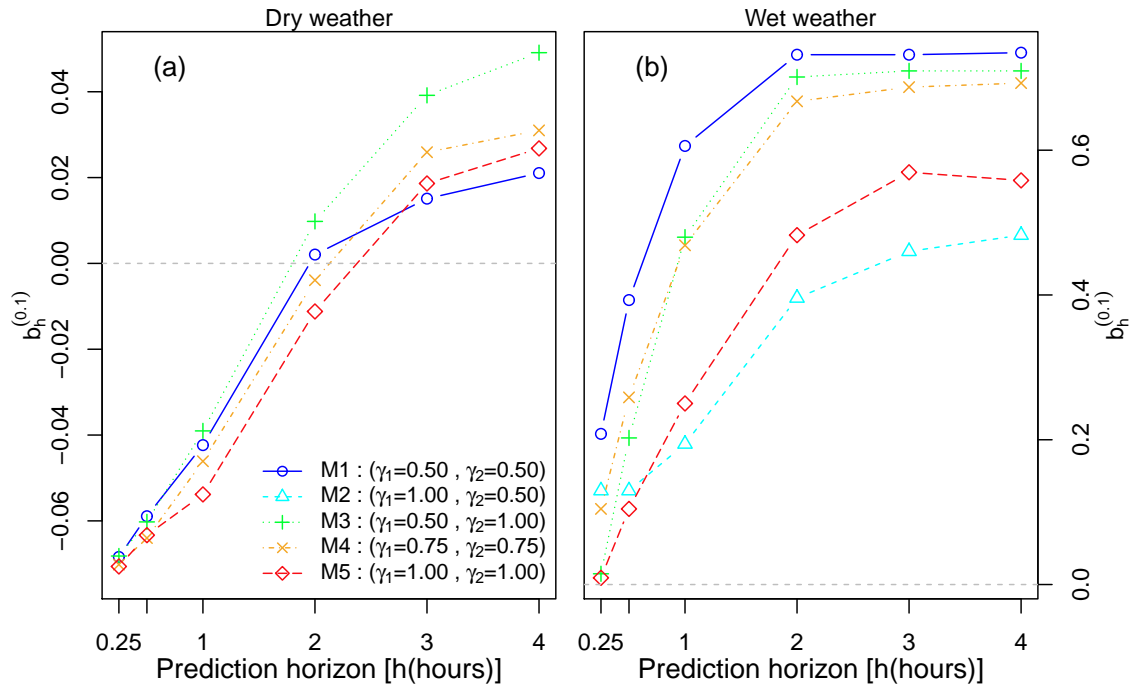 Dry weather
Wet weather
(a)
(b)
0.04
0.02
0.00
−0.02
−0.04
−0.06
b_h^(0.1)
M1 : (γ₁=0.50 , γ₂=0.50)
M2 : (γ₁=1.00 , γ₂=0.50)
M3 : (γ₁=0.50 , γ₂=1.00)
M4 : (γ₁=0.75 , γ₂=0.75)
M5 : (γ₁=1.00 , γ₂=1.00)
0.25 1 2 3 4
Prediction horizon [h(hours)]
0.6
0.4
0.2
0.0
b_h^(0.1)
0.25 1 2 3 4
Prediction horizon [h(hours)]